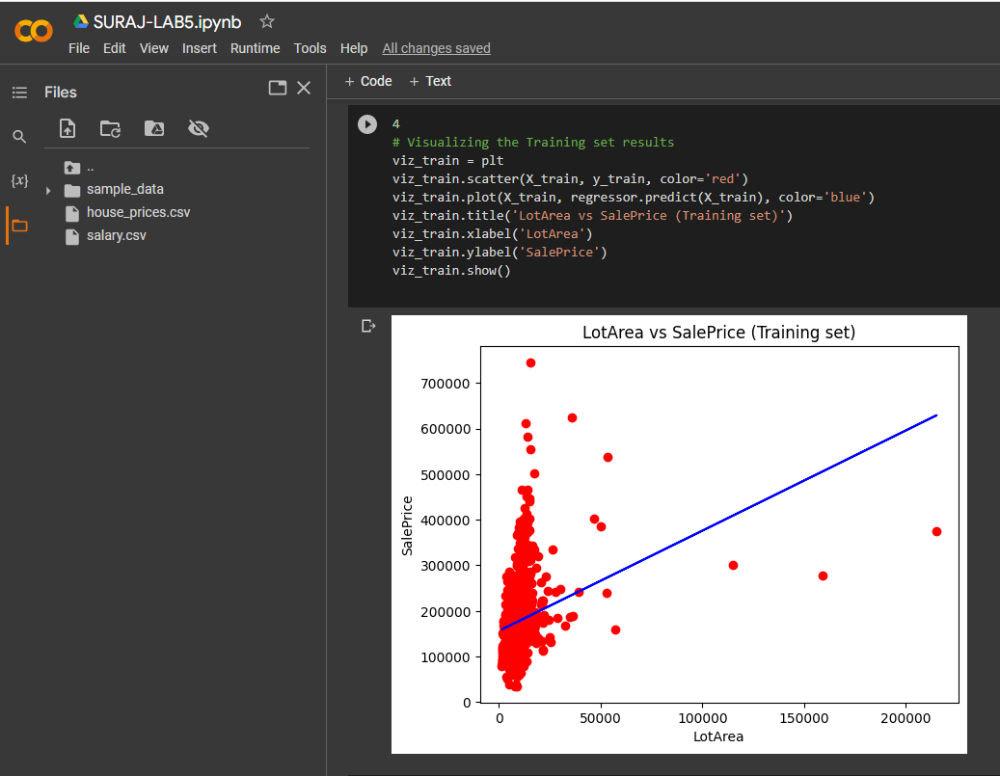 SURAJ-LAB5.ipynb
File Edit View Insert Runtime Tools Help All changes saved
Files
+ Code + Text
..
sample_data
house_prices.csv
salary.csv
{x}
4
# Visualizing the Training set results
viz_train = plt
viz_train.scatter(X_train, y_train, color='red')
viz_train.plot(X_train, regressor.predict(X_train), color='blue')
viz_train.title('LotArea vs SalePrice (Training set)')
viz_train.xlabel('LotArea')
viz_train.ylabel('SalePrice')
viz_train.show()
LotArea vs SalePrice (Training set)
SalePrice
700000
600000
500000
400000
300000
200000
100000
0
0 50000 100000 150000 200000
LotArea